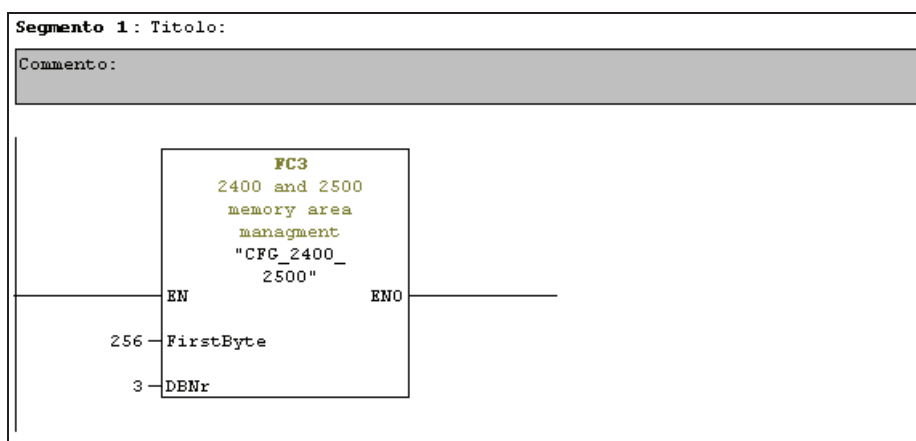 Segmento 1: Titolo:
Commento:
FC3
2400 and 2500
memory area
managment
"CFG_2400_
2500"
EN
ENO
256
FirstByte
3
DBNr